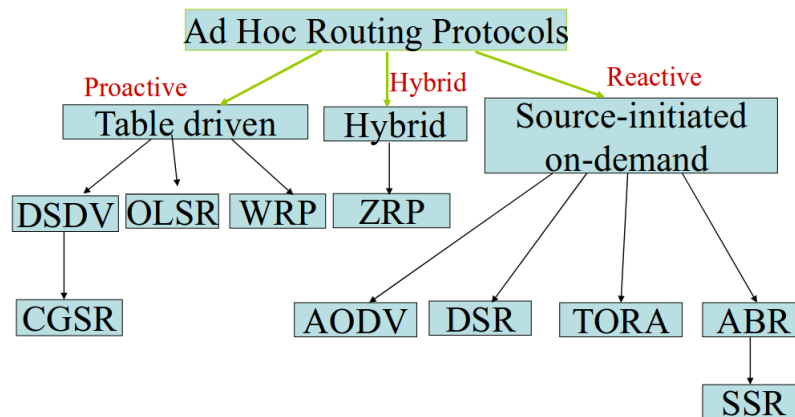 Ad Hoc Routing Protocols
Proactive
Hybrid
Reactive
Table driven
Hybrid
Source-initiated
on-demand
DSDV
OLSR
WRP
ZRP
CGSR
AODV
DSR
TORA
ABR
SSR